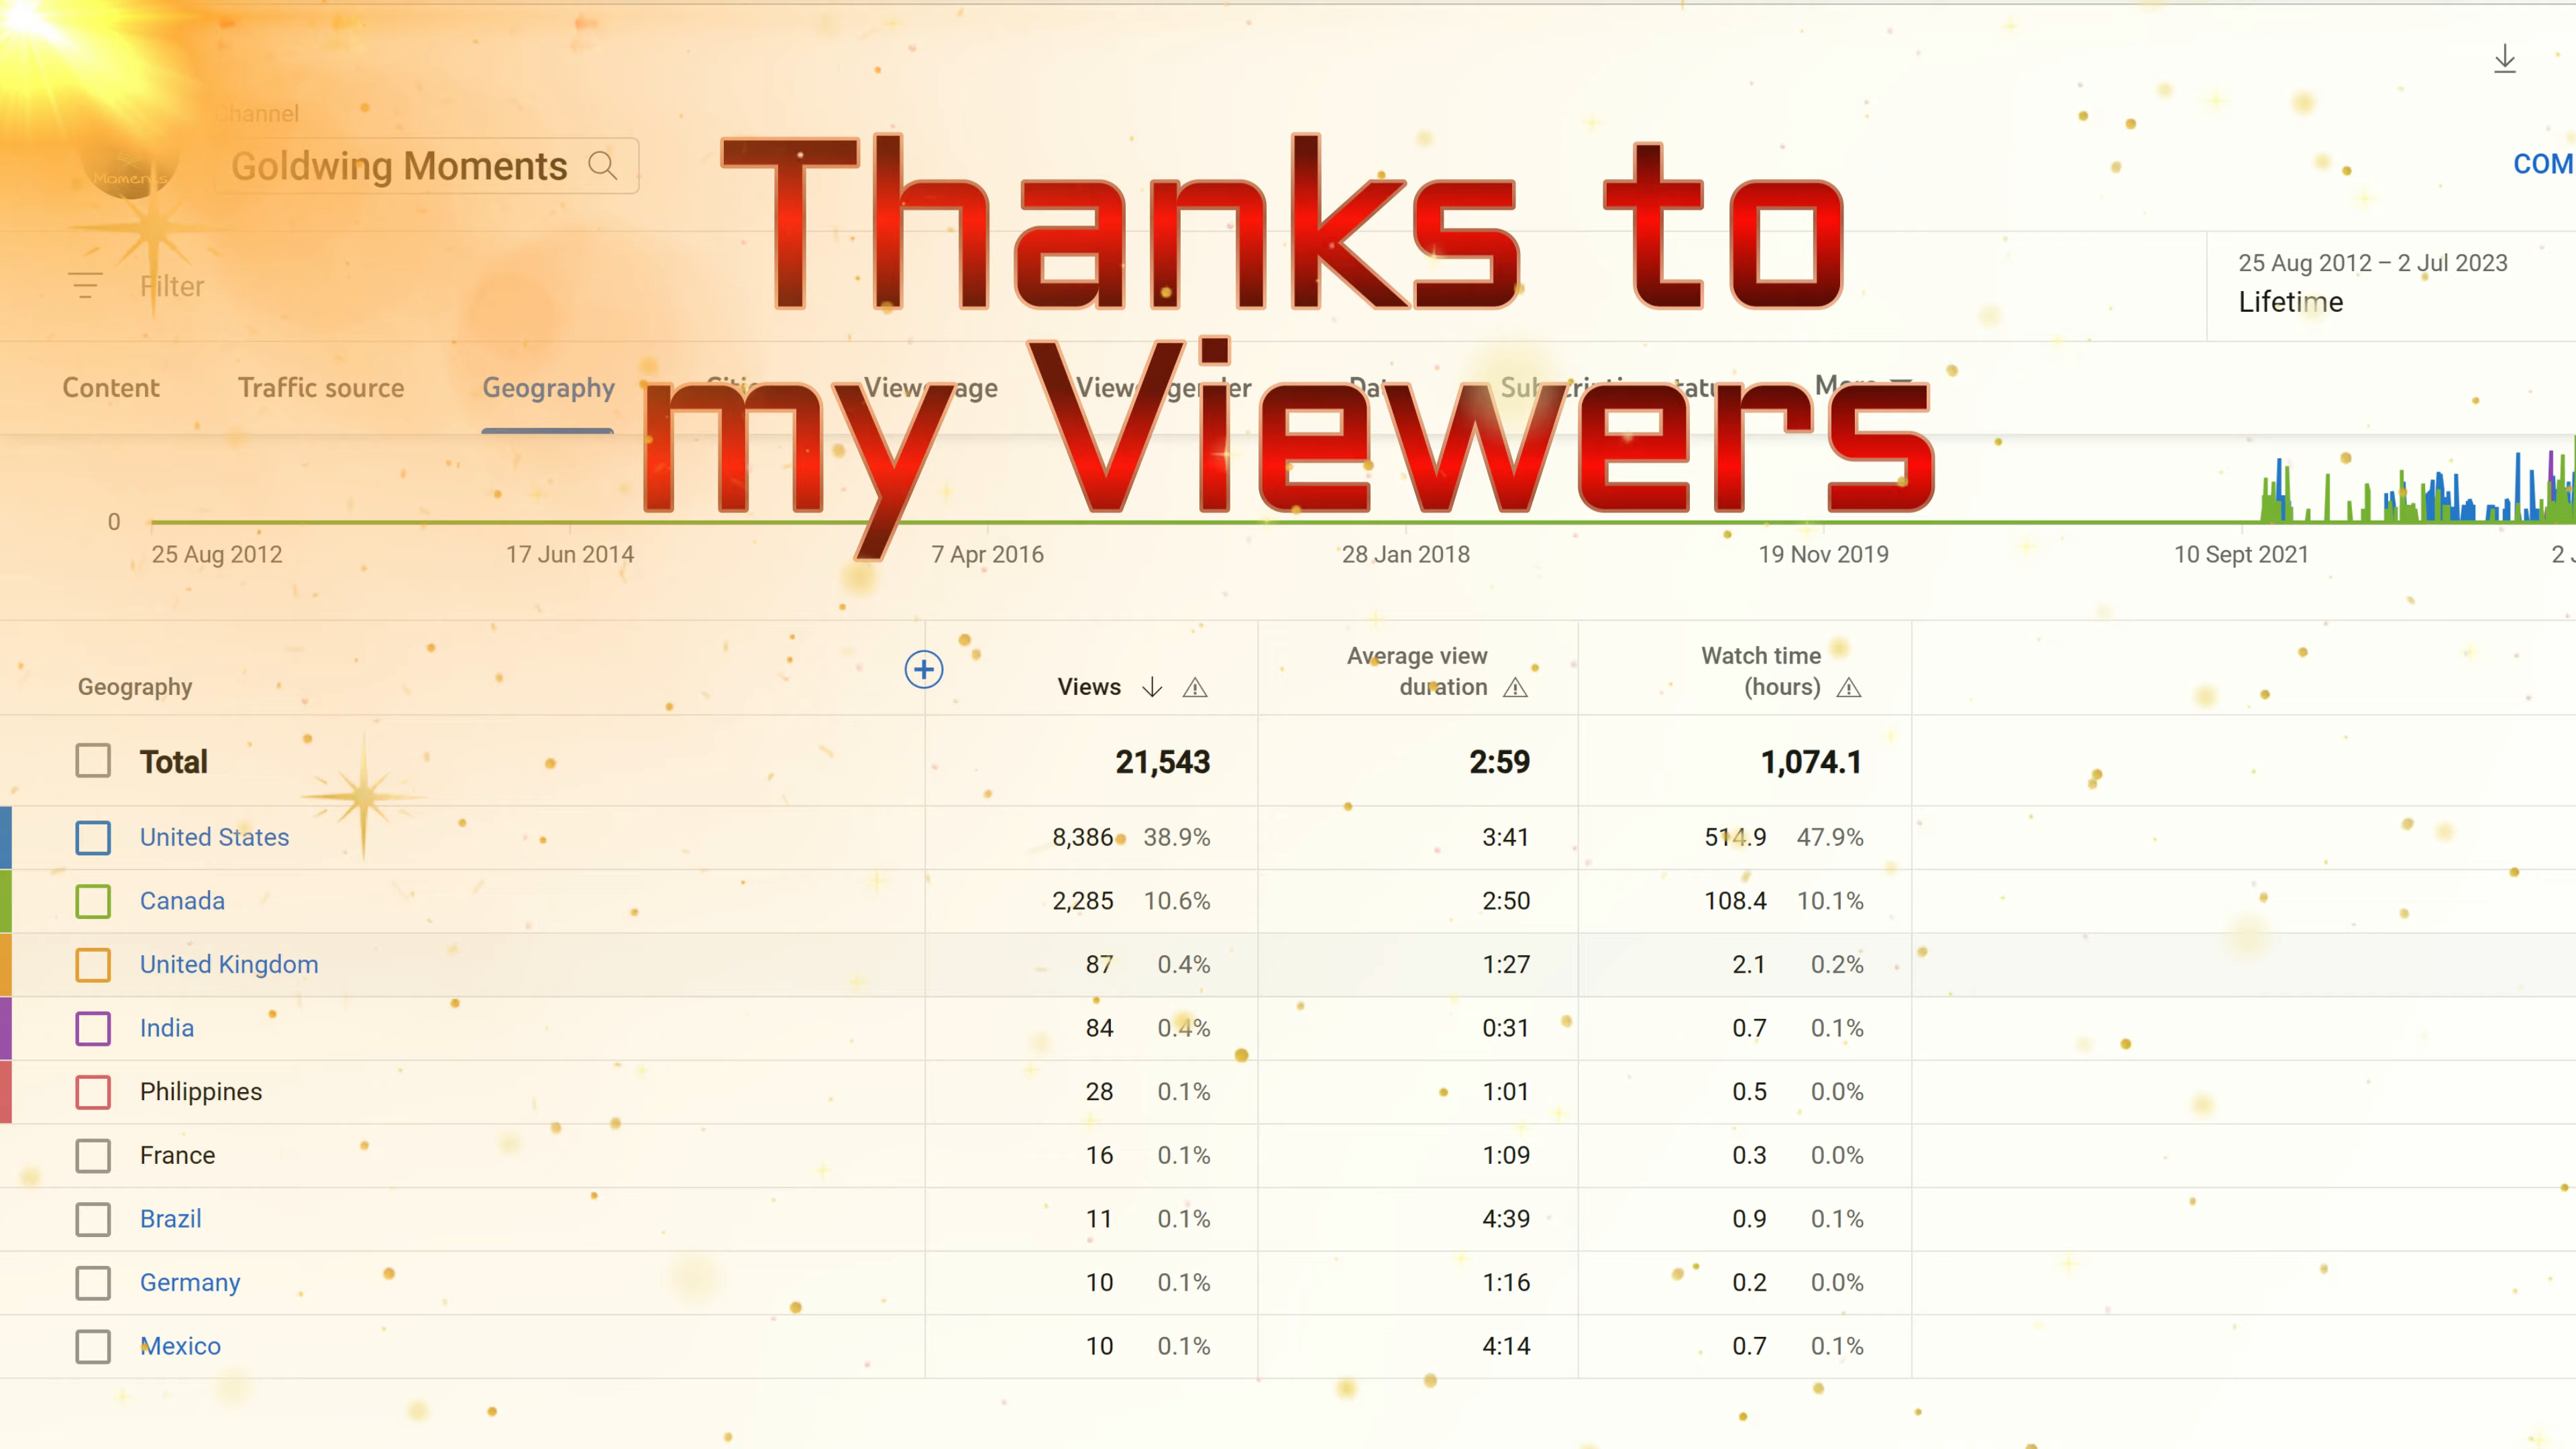 Channel
Moments
Goldwing Moments
Thanks to
my Viewers
COM
Filter
25 Aug 2012 – 2 Jul 2023
Lifetime
Content Traffic source Geography age More
0
25 Aug 2012 17 Jun 2014 7 Apr 2016 28 Jan 2018 19 Nov 2019 10 Sept 2021 2 J
Geography Views Average view duration Watch time (hours)
Total 21,543 2:59 1,074.1
United States 8,386 38.9% 3:41 514.9 47.9%
Canada 2,285 10.6% 2:50 108.4 10.1%
United Kingdom 87 0.4% 1:27 2.1 0.2%
India 84 0.4% 0:31 0.7 0.1%
Philippines 28 0.1% 1:01 0.5 0.0%
France 16 0.1% 1:09 0.3 0.0%
Brazil 11 0.1% 4:39 0.9 0.1%
Germany 10 0.1% 1:16 0.2 0.0%
Mexico 10 0.1% 4:14 0.7 0.1%